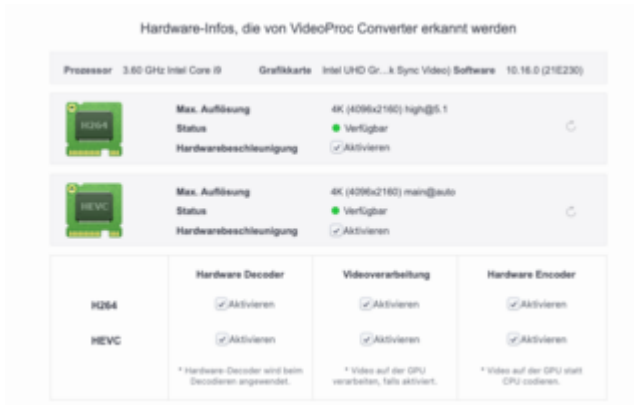 Hardware-Infos, die von VideoProc Converter erkannt werden
Prozessor 3.60 GHz Intel Core i9 Grafikkarte Intel UHD Gr...k Sync Video) Software 10.16.0 (21E230)
H264
Max. Auflösung 4K (4096x2160) high@5.1
Status Verfügbar
Hardwarebeschleunigung Aktivieren
HEVC
Max. Auflösung 4K (4096x2160) main@auto
Status Verfügbar
Hardwarebeschleunigung Aktivieren
Hardware Decoder Videoverarbeitung Hardware Encoder
H264 Aktivieren Aktivieren Aktivieren
HEVC Aktivieren Aktivieren Aktivieren
* Hardware-Decoder wird beim * Video auf der GPU * Video auf der GPU statt
Decodieren angewendet. verarbeiten, falls aktiviert. CPU codieren.